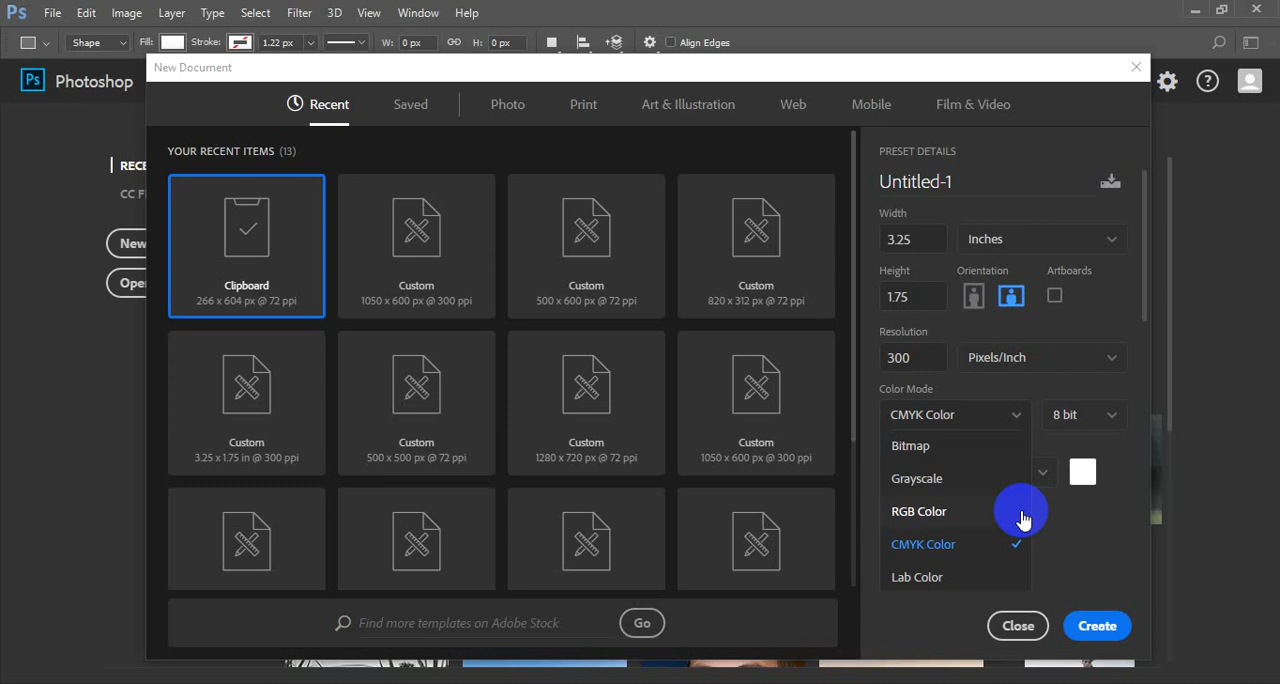 Ps File Edit Image Layer Type Select Filter 3D View Window Help
Shape Fill: Stroke: 1.22 px W: 0 px H: 0 px Align Edges
New Document
Ps Photoshop
Recent Saved Photo Print Art & Illustration Web Mobile Film & Video
YOUR RECENT ITEMS (13)
Clipboard
266 x 604 px @ 72 ppi
Custom
1050 x 600 px @ 300 ppi
Custom
500 x 600 px @ 72 ppi
Custom
820 x 312 px @ 72 ppi
Custom
3.25 x 1.75 in @ 300 ppi
Custom
500 x 500 px @ 72 ppi
Custom
1280 x 720 px @ 72 ppi
Custom
1050 x 600 px @ 300 ppi
Find more templates on Adobe Stock Go
PRESET DETAILS
Untitled-1
Width
3.25 Inches
Height Orientation Artboards
1.75
Resolution
300 Pixels/Inch
Color Mode
CMYK Color 8 bit
Bitmap
Grayscale
RGB Color
CMYK Color
Lab Color
Close Create
RECE
CC F
New
Ope